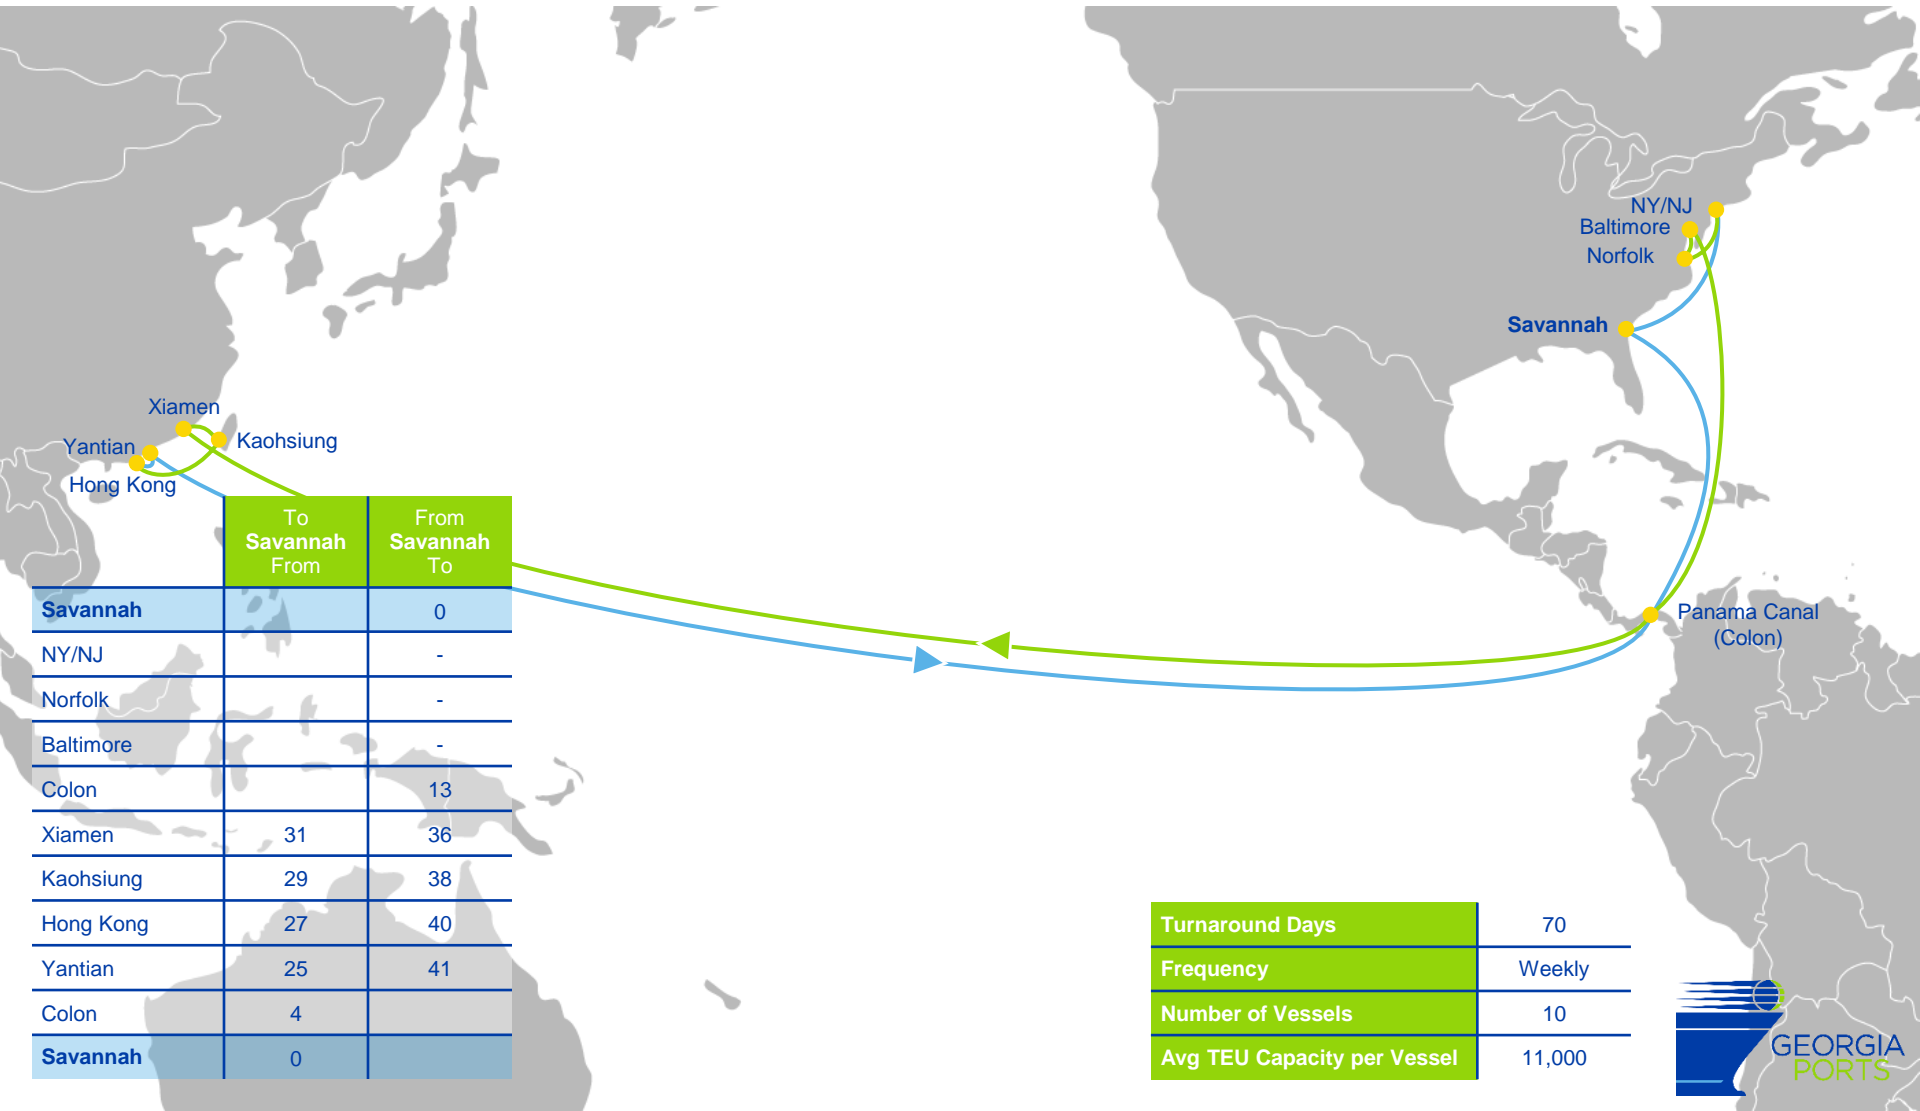 NY/NJ
Baltimore
Norfolk
Savannah
Xiamen
Yantian
Kaohsiung
Hong Kong
Panama Canal
(Colon)
To
Savannah
From
From
Savannah
To
Savannah 0
NY/NJ -
Norfolk -
Baltimore -
Colon 13
Xiamen 31 36
Kaohsiung 29 38
Hong Kong 27 40
Yantian 25 41
Colon 4
Savannah 0
Turnaround Days 70
Frequency Weekly
Number of Vessels 10
Avg TEU Capacity per Vessel 11,000
GEORGIA
PORTS